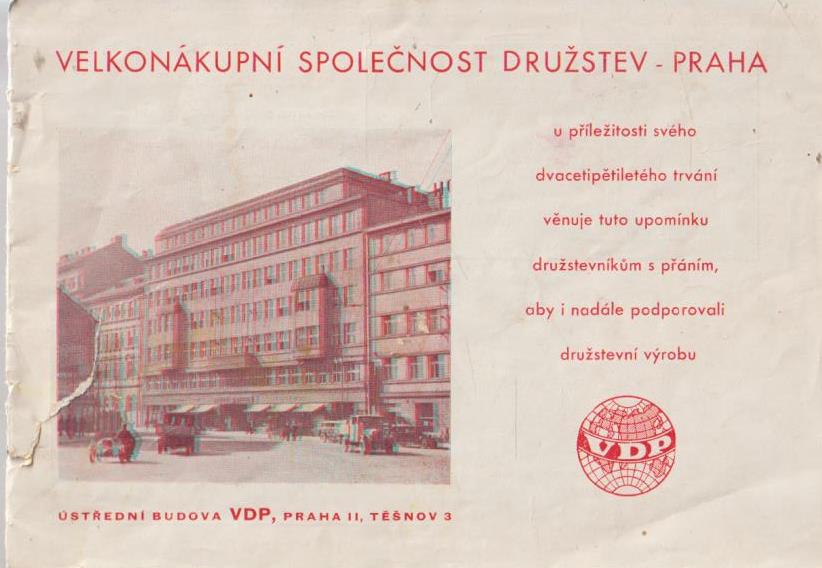 VELKONÁKUPNÍ SPOLEČNOST DRUŽSTEV - PRAHA
u příležitosti svého
dvacetipětiletého trvání
věnuje tuto upomínku
družstevníkům s přáním,
aby i nadále podporovali
družstevní výrobu
VDP
ÚSTŘEDNÍ BUDOVA VDP, PRAHA II, TĚŠNOV 3